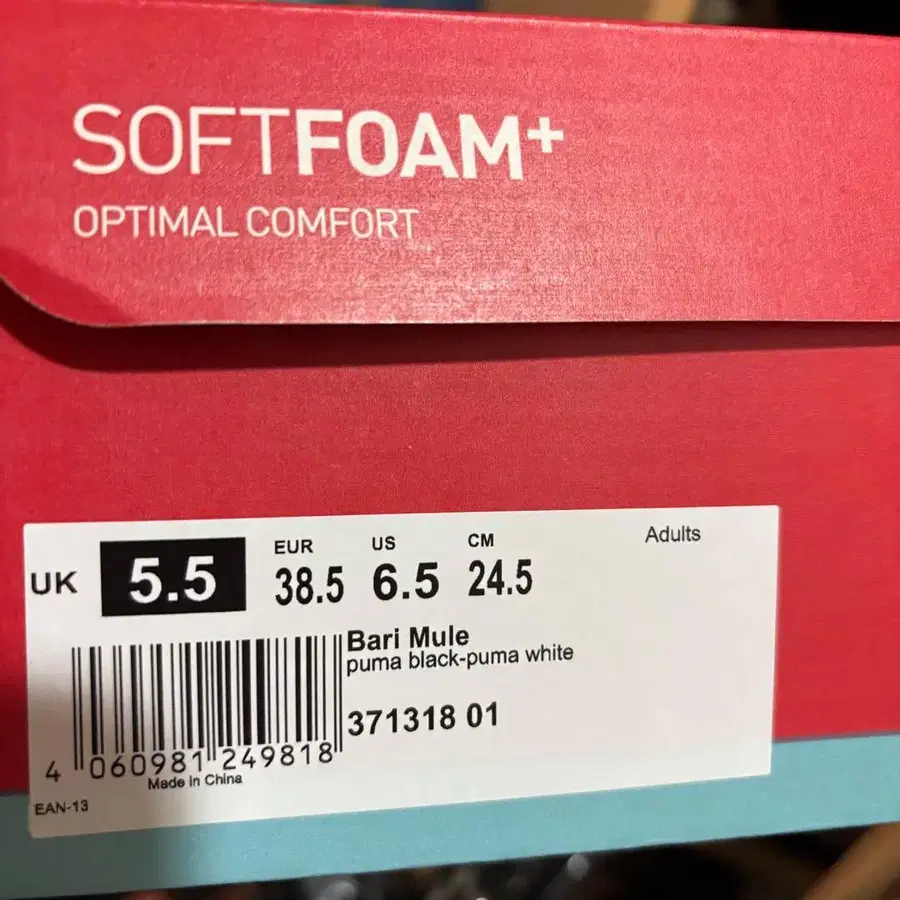 SOFTFOAM+
OPTIMAL COMFORT
UK 5.5 EUR 38.5 US 6.5 CM 24.5 Adults
Bari Mule
puma black-puma white
371318 01
4 060981 249818
Made in China
EAN-13